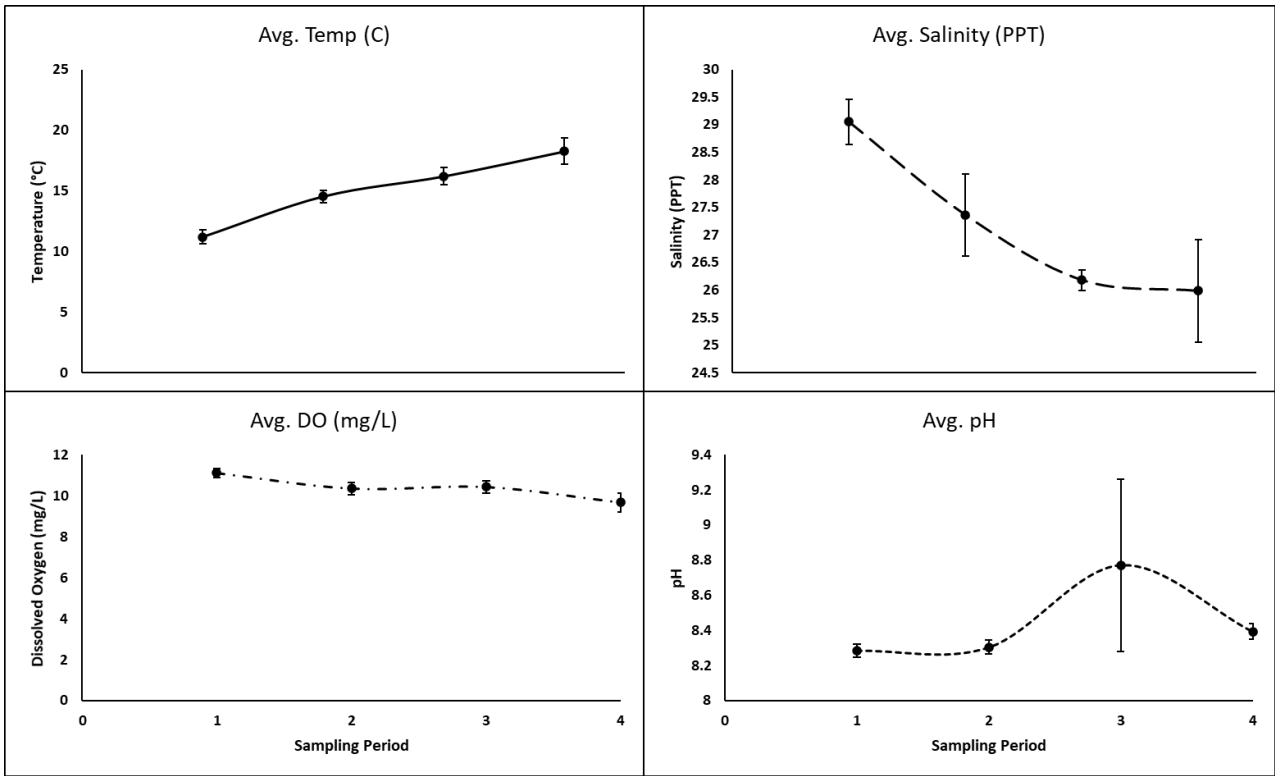 Avg. Temp (C)
25
20
15
10
5
0
Temperature (°C)
Avg. Salinity (PPT)
30
29.5
29
28.5
28
27.5
27
26.5
26
25.5
25
24.5
Salinity (PPT)
Avg. DO (mg/L)
12
10
8
6
4
2
0
Dissolved Oxygen (mg/L)
0 1 2 3 4
Sampling Period
Avg. pH
9.4
9.2
9
8.8
8.6
8.4
8.2
8
pH
0 1 2 3 4
Sampling Period